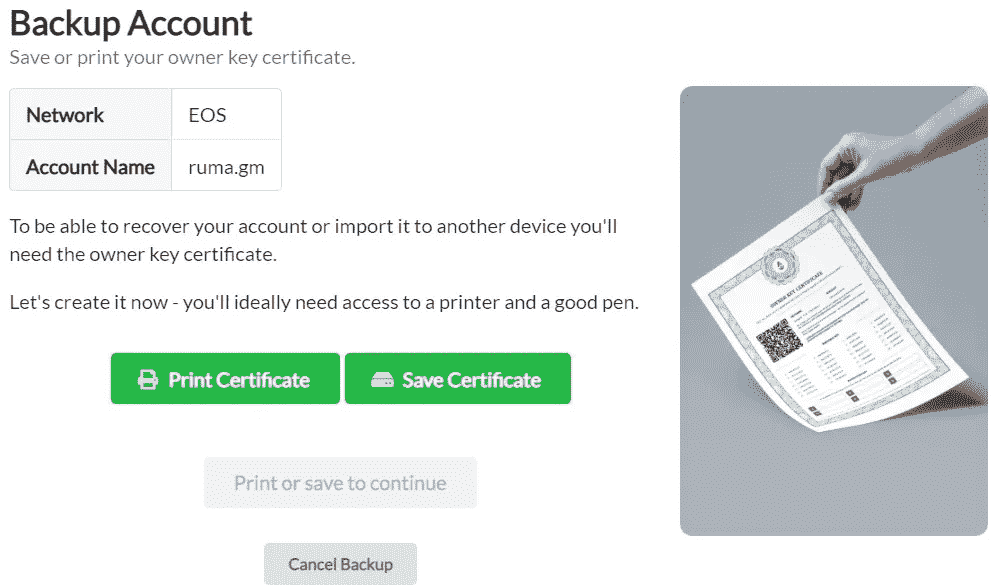 Backup Account
Save or print your owner key certificate.
Network EOS
Account Name ruma.gm
To be able to recover your account or import it to another device you'll
need the owner key certificate.
Let's create it now - you'll ideally need access to a printer and a good pen.
Print Certificate Save Certificate
OWNER KEY CERTIFICATE
Print or save to continue
Cancel Backup